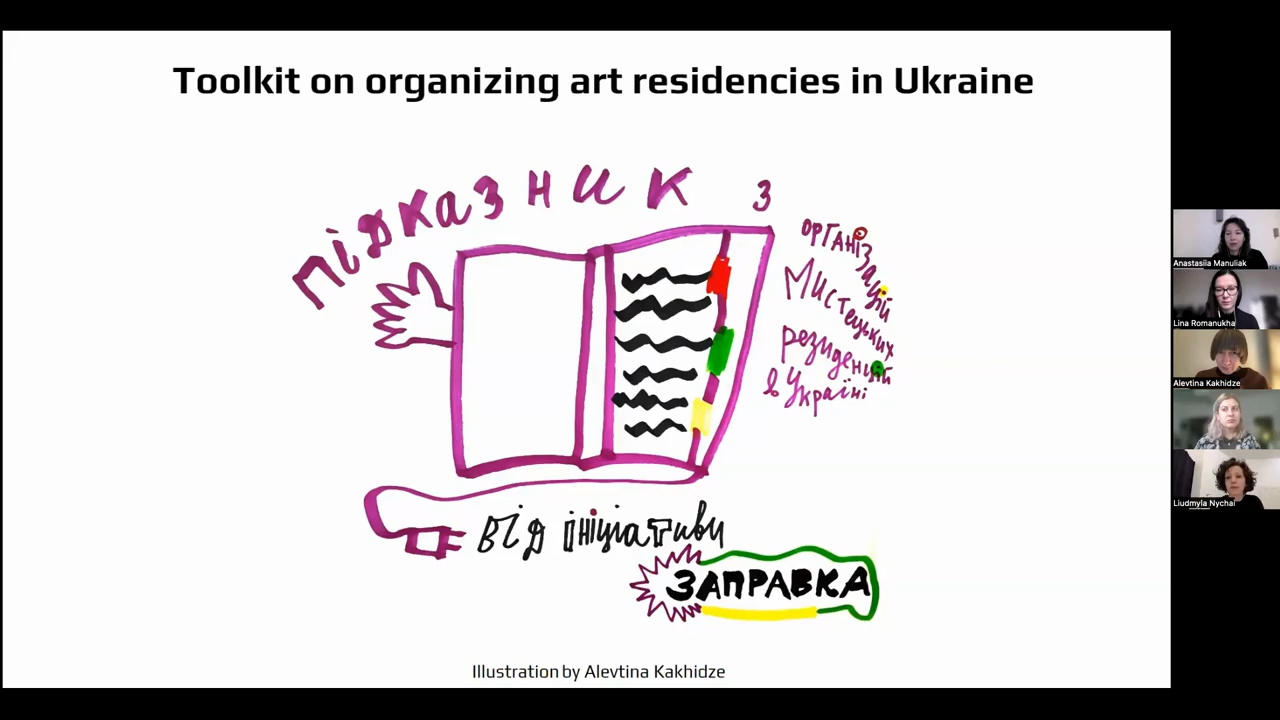 Toolkit on organizing art residencies in Ukraine
ПІДКАЗНИК З
ОРГАНІЗАЦІЙ
Мистецьких
резиденцій
в Україні
Від ініціативи
ЗАПРАВКА
Illustration by Alevtina Kakhidze
Anastasiia Manuliak
Lina Romanukha
Alevtina Kakhidze
Liudmyla Nychai